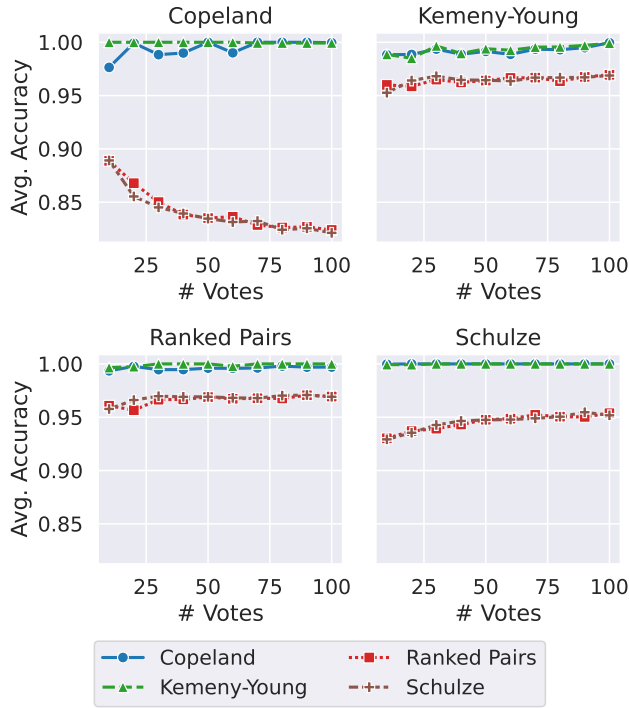 Copeland
Kemeny-Young
Avg. Accuracy
1.00
0.95
0.90
0.85
25 50 75 100
# Votes
25 50 75 100
# Votes
Ranked Pairs
Schulze
Avg. Accuracy
1.00
0.95
0.90
0.85
25 50 75 100
# Votes
25 50 75 100
# Votes
Copeland
Ranked Pairs
Kemeny-Young
Schulze